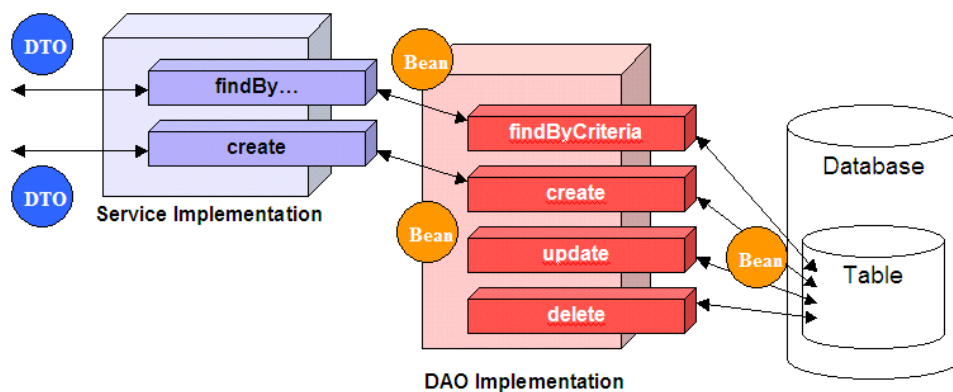 DTO
findBy...
create
DTO
Service Implementation
Bean
findByCriteria
create
Bean
update
delete
DAO Implementation
Bean
Database
Table